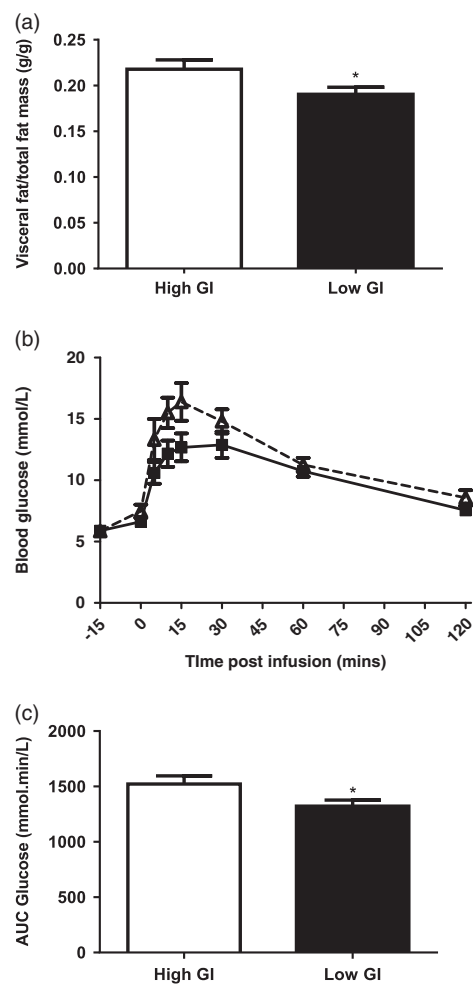 (a)
Visceral fat/total fat mass (g/g)
0.25
0.20
0.15
0.10
0.05
0.00
*
High GI
Low GI
(b)
Blood glucose (mmol/L)
20
15
10
5
0
-15
0
15
30
45
60
75
90
105
120
TIme post infusion (mins)
(c)
AUC Glucose (mmol.min/L)
2000
1500
1000
500
0
*
High GI
Low GI